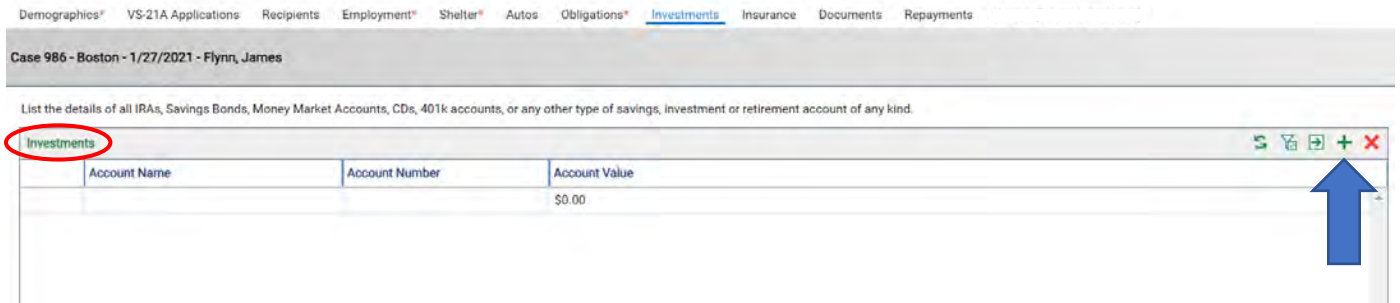 Demographics* VS-21A Applications Recipients Employment* Shelter* Autos Obligations* Investments Insurance Documents Repayments
Case 986 - Boston - 1/27/2021 - Flynn, James
List the details of all IRAs, Savings Bonds, Money Market Accounts, CDs, 401k accounts, or any other type of savings, investment or retirement account of any kind.
Investments
Account Name Account Number Account Value
$0.00